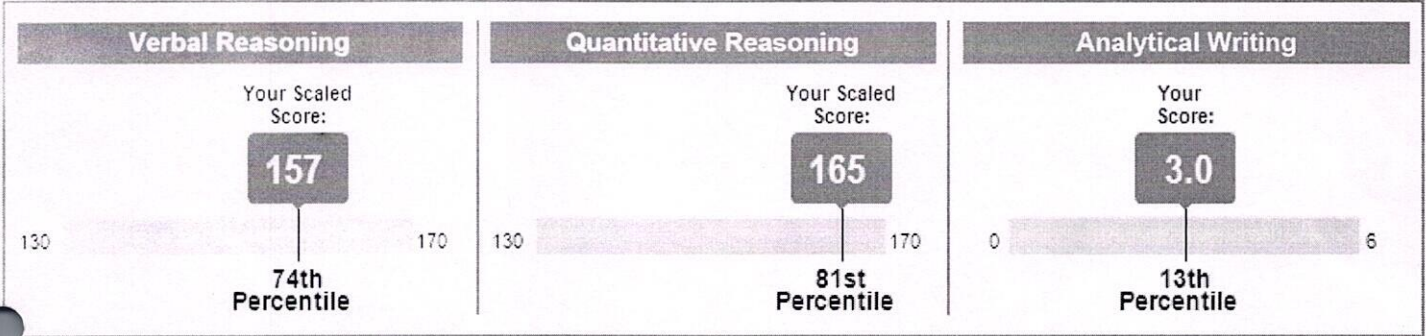 Verbal Reasoning
Your Scaled
Score:
157
130
170
74th
Percentile
Quantitative Reasoning
Your Scaled
Score:
165
130
170
81st
Percentile
Analytical Writing
Your
Score:
3.0
0
6
13th
Percentile